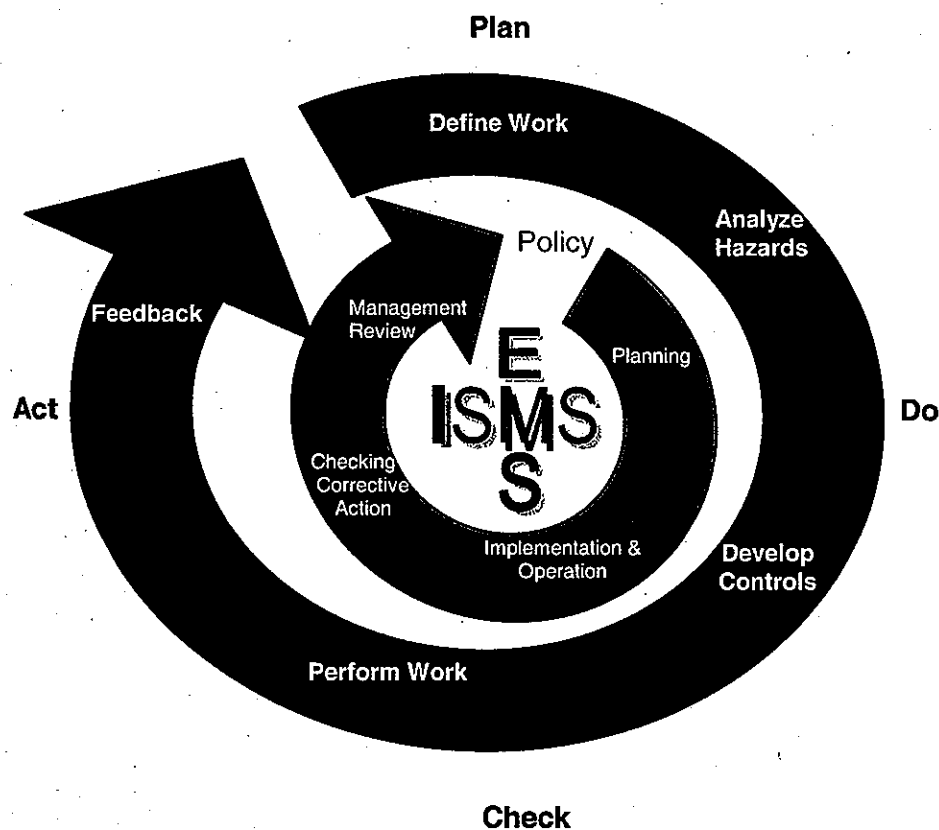 Plan
Define Work
Analyze
Hazards
Policy
Feedback
Management
Review
Planning
E
ISMS
S
Act
Do
Checking
Corrective
Action
Implementation &
Operation
Develop
Controls
Perform Work
Check